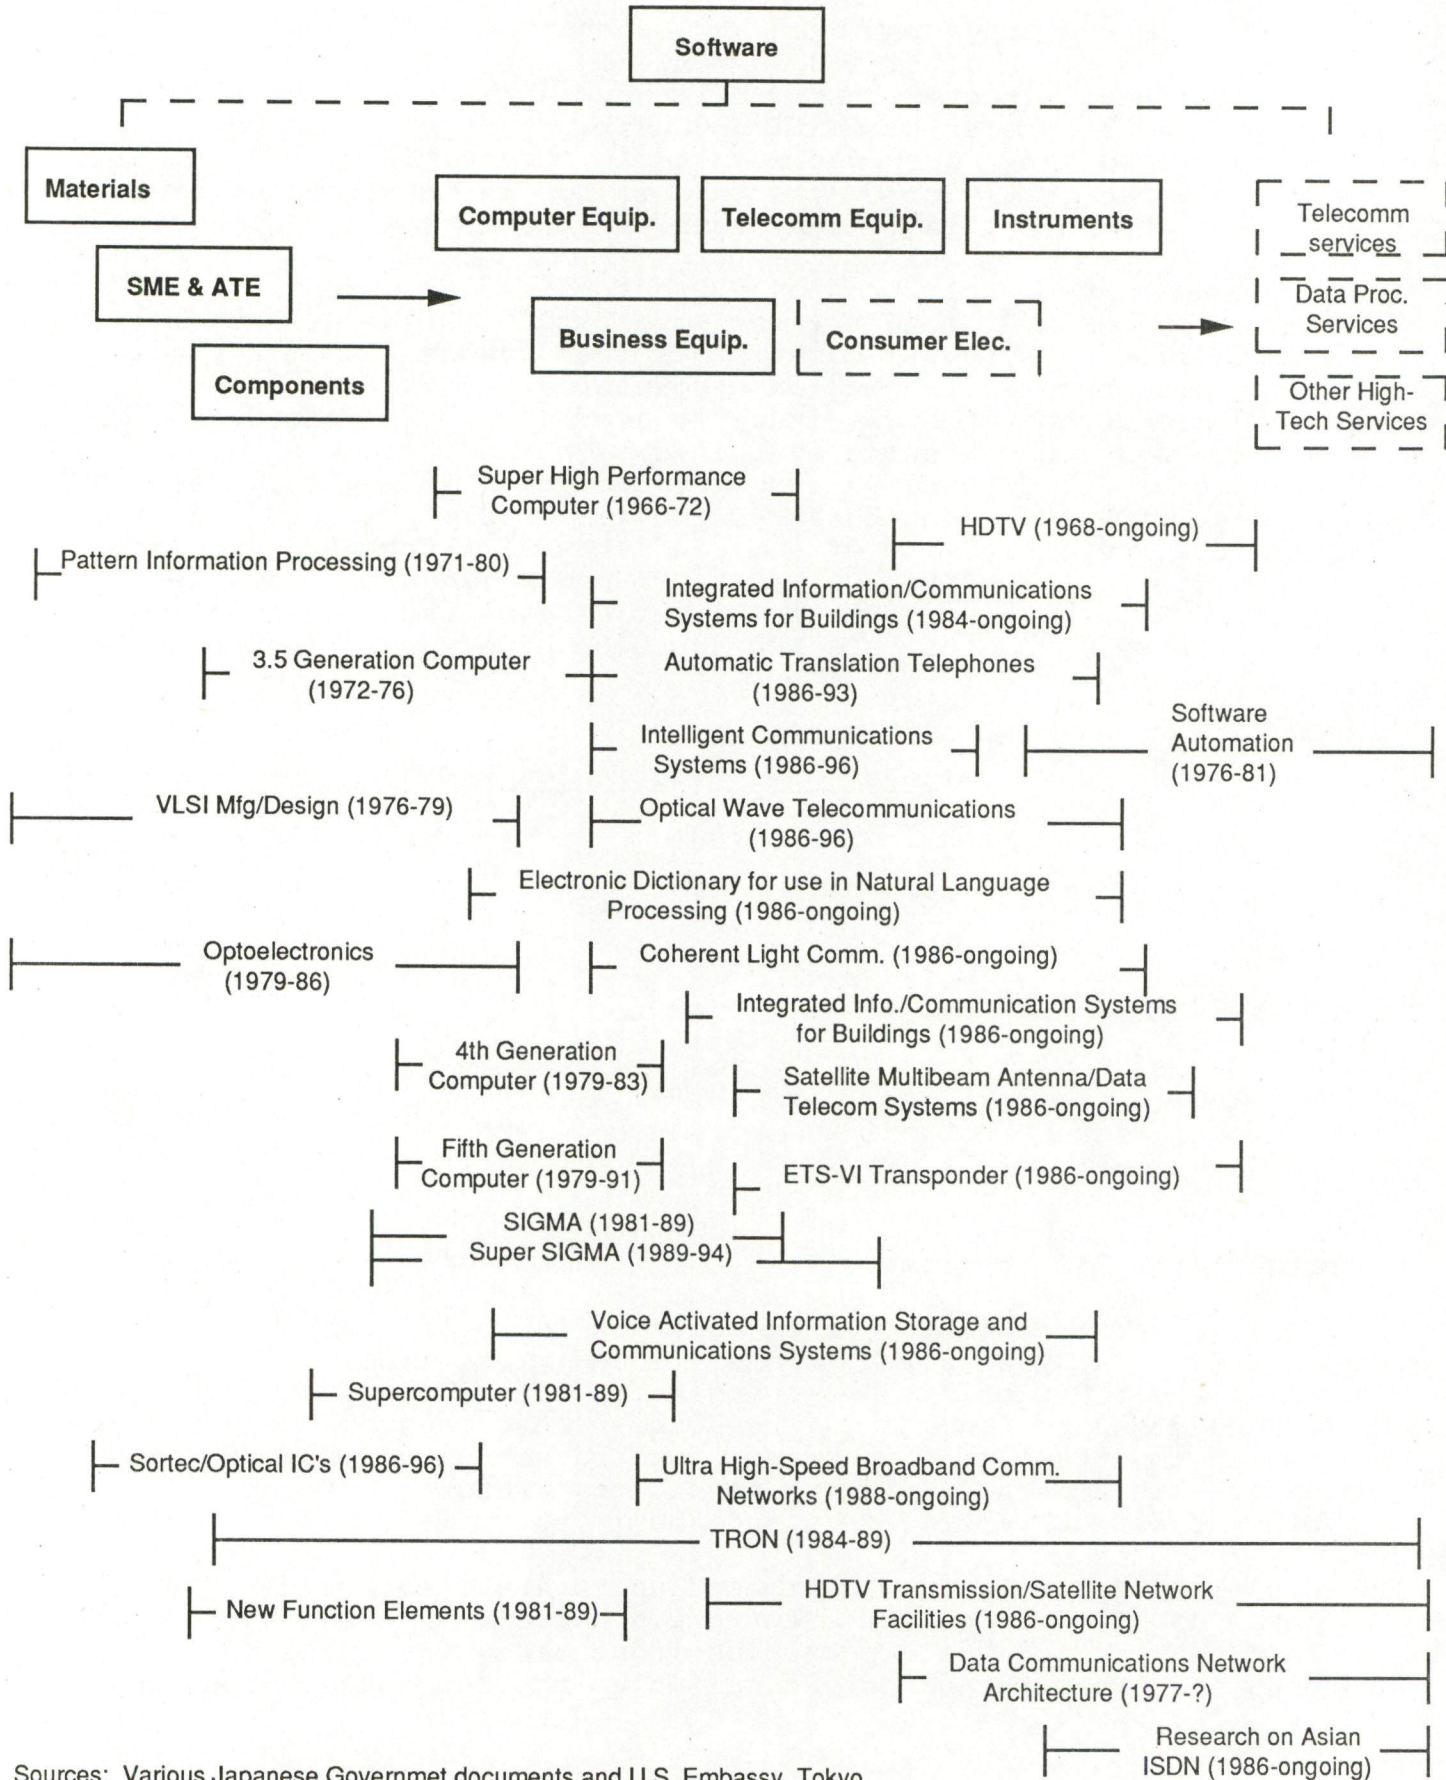 Software
Materials
Computer Equip.
Telecomm Equip.
Instruments
Telecomm
services
SME & ATE
Data Proc.
Services
Business Equip.
Consumer Elec.
Components
Other High-
Tech Services
Super High Performance
Computer (1966-72)
HDTV (1968-ongoing)
Pattern Information Processing (1971-80)
Integrated Information/Communications
Systems for Buildings (1984-ongoing)
3.5 Generation Computer
(1972-76)
Automatic Translation Telephones
(1986-93)
Software
Automation
(1976-81)
Intelligent Communications
Systems (1986-96)
VLSI Mfg/Design (1976-79)
Optical Wave Telecommunications
(1986-96)
Electronic Dictionary for use in Natural Language
Processing (1986-ongoing)
Optoelectronics
(1979-86)
Coherent Light Comm. (1986-ongoing)
Integrated Info./Communication Systems
for Buildings (1986-ongoing)
4th Generation
Computer (1979-83)
Satellite Multibeam Antenna/Data
Telecom Systems (1986-ongoing)
Fifth Generation
Computer (1979-91)
ETS-VI Transponder (1986-ongoing)
SIGMA (1981-89)
Super SIGMA (1989-94)
Voice Activated Information Storage and
Communications Systems (1986-ongoing)
Supercomputer (1981-89)
Sortec/Optical IC's (1986-96)
Ultra High-Speed Broadband Comm.
Networks (1988-ongoing)
TRON (1984-89)
New Function Elements (1981-89)
HDTV Transmission/Satellite Network
Facilities (1986-ongoing)
Data Communications Network
Architecture (1977-?)
Research on Asian
ISDN (1986-ongoing)
Sources: Various Japanese Governmet documents and U.S. Embassy, Tokyo